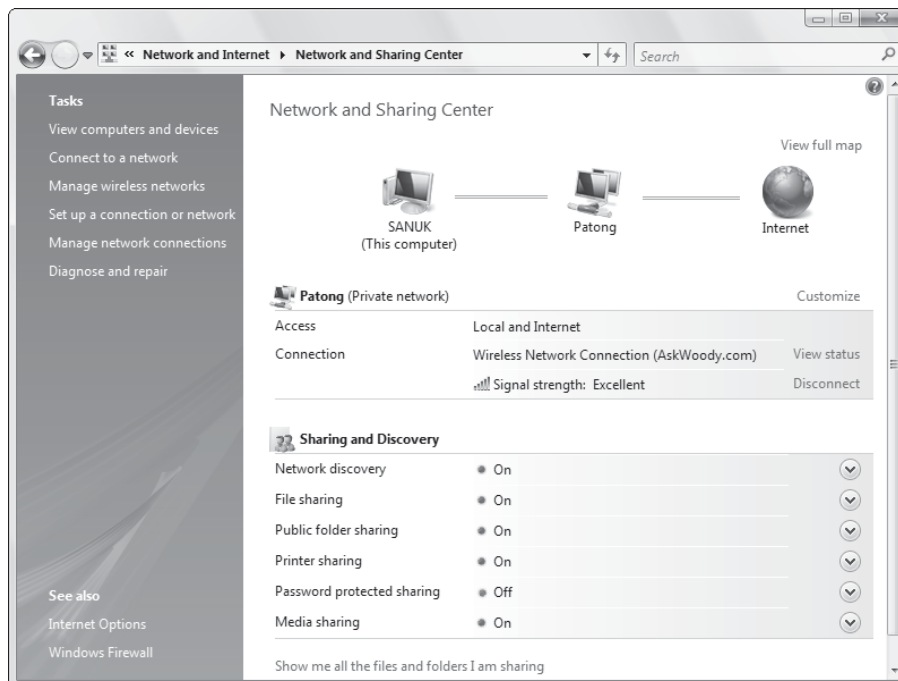 « Network and Internet ▸ Network and Sharing Center
Search
Tasks
View computers and devices
Connect to a network
Manage wireless networks
Set up a connection or network
Manage network connections
Diagnose and repair
See also
Internet Options
Windows Firewall
Network and Sharing Center
View full map
SANUK
(This computer)
Patong
Internet
Patong (Private network) Customize
Access Local and Internet
Connection Wireless Network Connection (AskWoody.com) View status
Signal strength: Excellent Disconnect
Sharing and Discovery
Network discovery On
File sharing On
Public folder sharing On
Printer sharing On
Password protected sharing Off
Media sharing On
Show me all the files and folders I am sharing